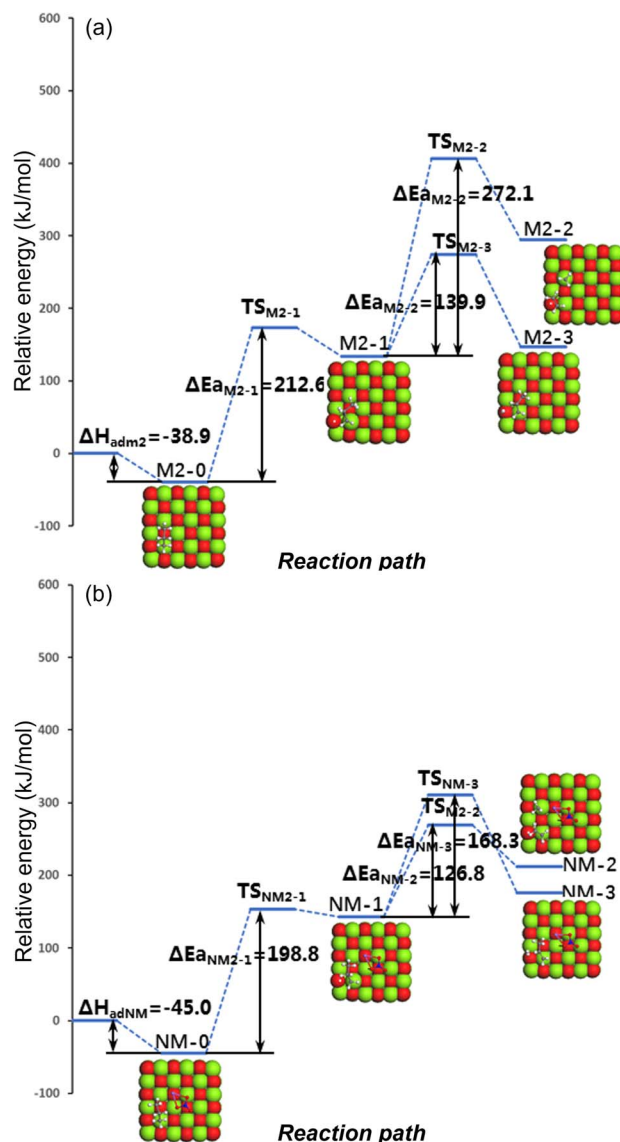 (a)
600
500
400
300
200
100
0
-100
Relative energy (kJ/mol)
TS_M2-2
ΔEa_M2-2=272.1
M2-2
TS_M2-3
ΔEa_M2-2=139.9
TS_M2-1
M2-1
M2-3
ΔEa_M2-1=212.6
ΔH_adm2=-38.9
M2-0
Reaction path
(b)
600
500
400
300
200
100
0
-100
Relative energy (kJ/mol)
TS_NM-3
TS_M2-2
ΔEa_NM-3=168.3
NM-2
ΔEa_NM-2=126.8
TS_NM2-1
NM-1
NM-3
ΔEa_NM2-1=198.8
ΔH_adNM=-45.0
NM-0
Reaction path